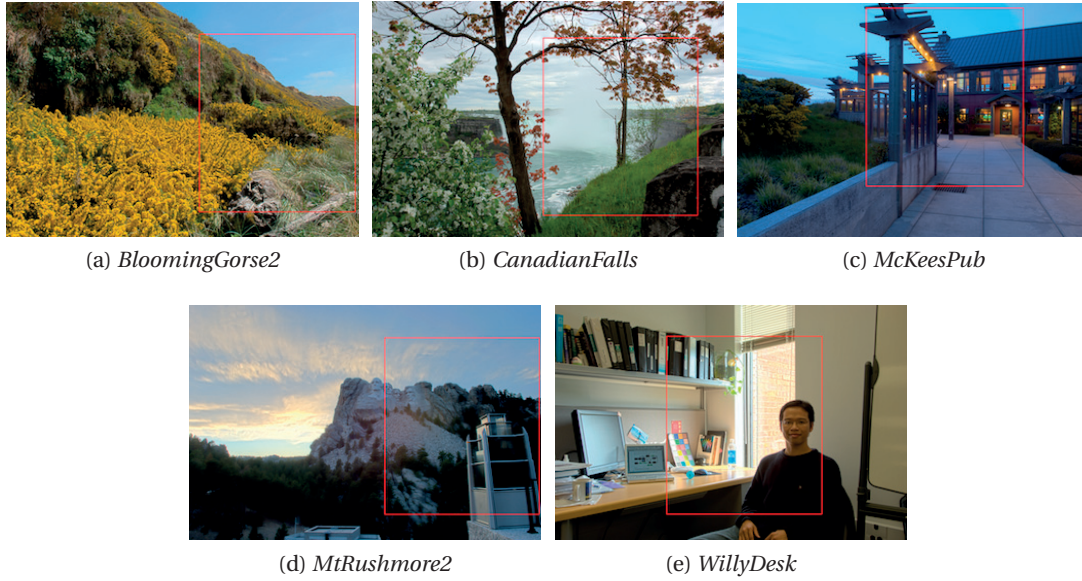 (a) BloomingGorse2
(b) CanadianFalls
(c) McKeesPub
(d) MtRushmore2
(e) WillyDesk